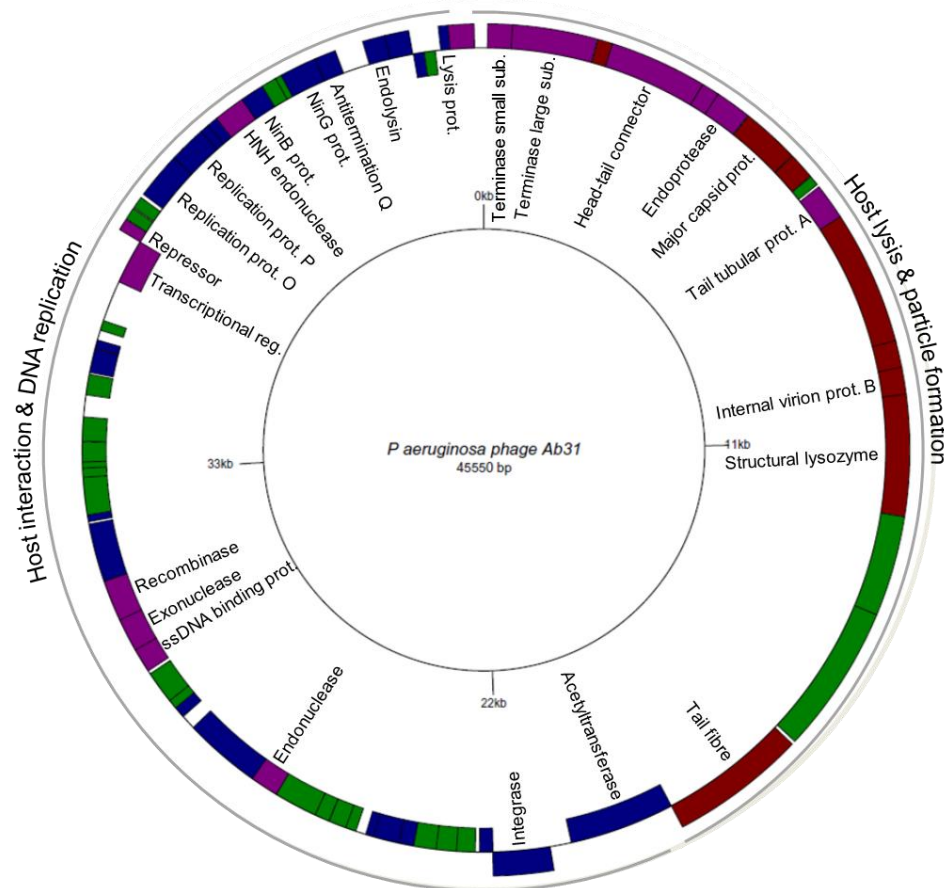 Lysis prot.
Terminase small sub.
Terminase large sub.
Head-tail connector
Endoprotease
Major capsid prot.
Tail tubular prot. A
Host lysis & particle formation
Internal virion prot. B
Structural lysozyme
Tail fibre
Acetyltransferase
Integrase
Endonuclease
ssDNA binding prot.
Exonuclease
Recombinase
Host interaction & DNA replication
Transcriptional reg.
Repressor
Replication prot. O
Replication prot. P
HNH endonuclease
NinB prot.
NinG prot.
Antitermination Q
Endolysin
0kb
11kb
22kb
33kb
P aeruginosa phage Ab31
45550 bp